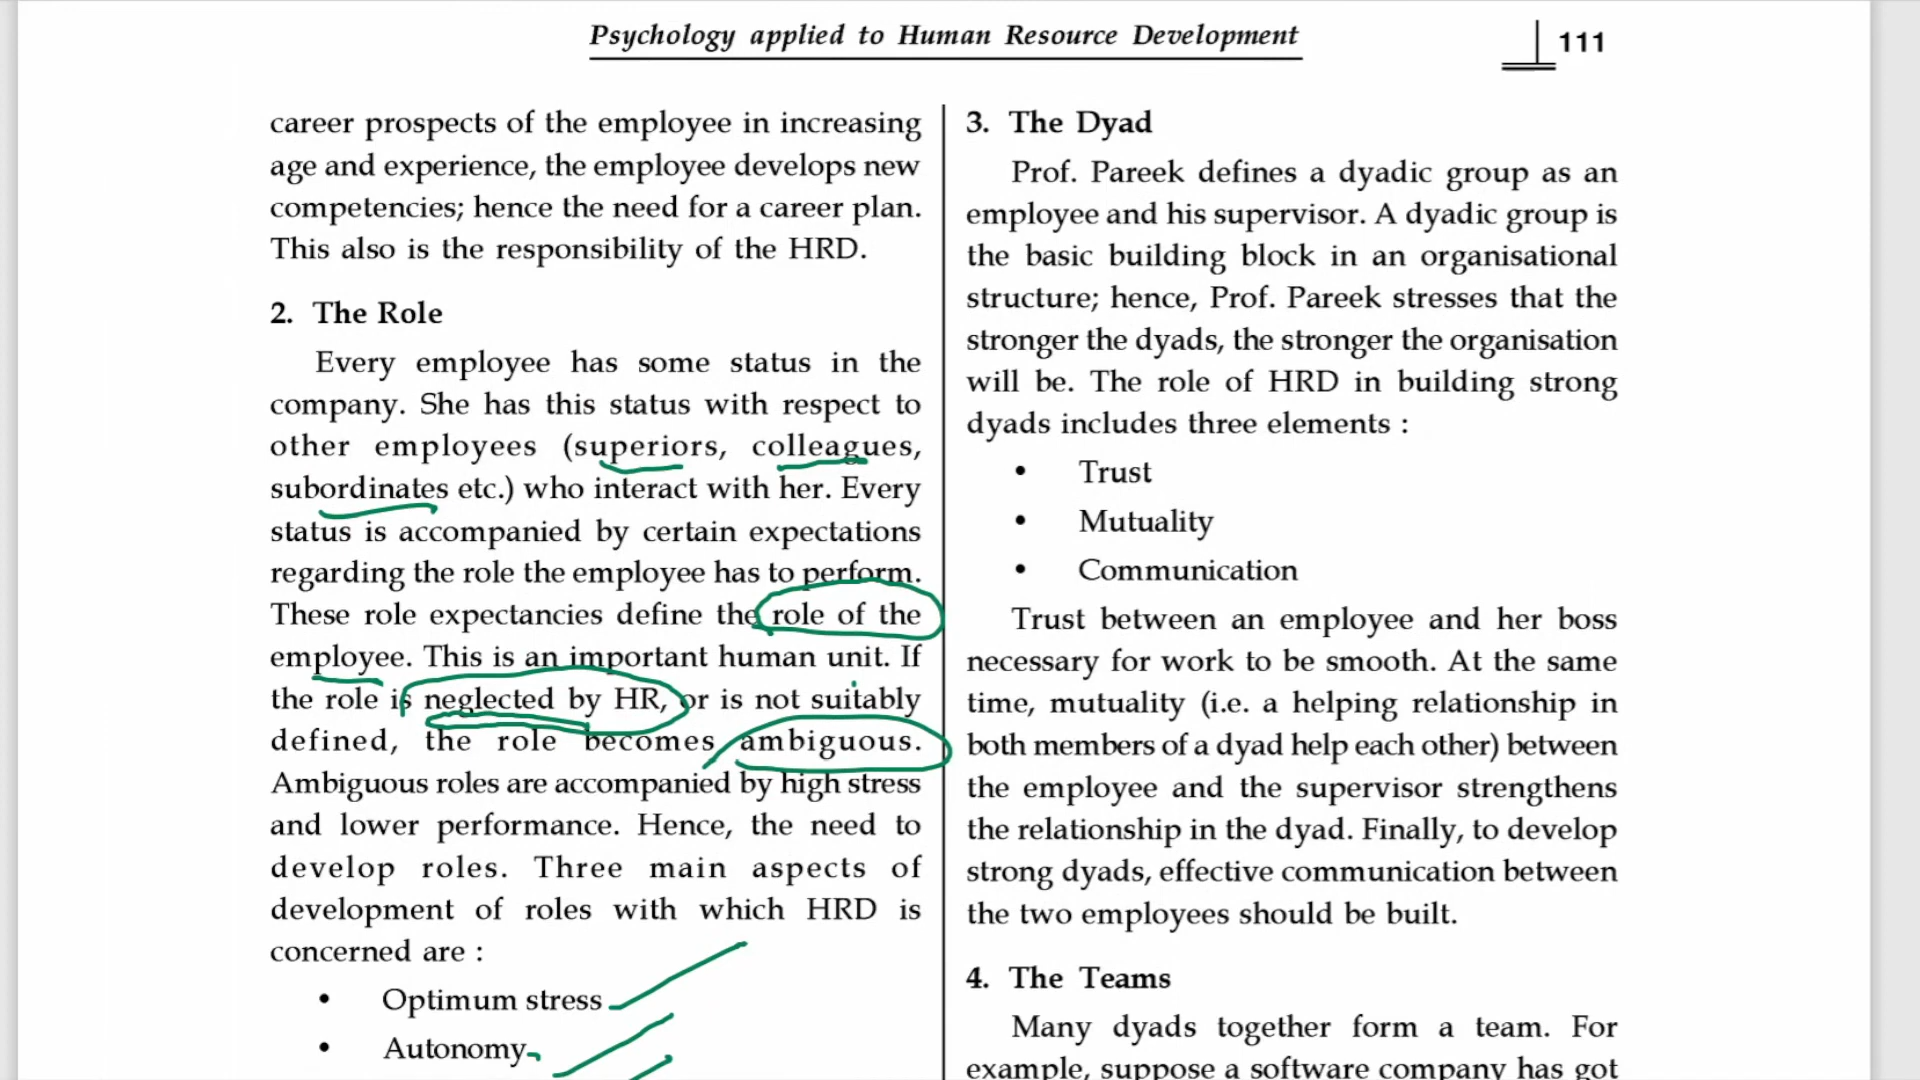 Psychology applied to Human Resource Development
111
career prospects of the employee in increasing
age and experience, the employee develops new
competencies; hence the need for a career plan.
This also is the responsibility of the HRD.
2. The Role
Every employee has some status in the
company. She has this status with respect to
other employees (superiors, colleagues,
subordinates etc.) who interact with her. Every
status is accompanied by certain expectations
regarding the role the employee has to perform.
These role expectancies define the role of the
employee. This is an important human unit. If
the role is neglected by HR, or is not suitably
defined, the role becomes ambiguous.
Ambiguous roles are accompanied by high stress
and lower performance. Hence, the need to
develop roles. Three main aspects of
development of roles with which HRD is
concerned are :
• Optimum stress
• Autonomy
3. The Dyad
Prof. Pareek defines a dyadic group as an
employee and his supervisor. A dyadic group is
the basic building block in an organisational
structure; hence, Prof. Pareek stresses that the
stronger the dyads, the stronger the organisation
will be. The role of HRD in building strong
dyads includes three elements :
• Trust
• Mutuality
• Communication
Trust between an employee and her boss
necessary for work to be smooth. At the same
time, mutuality (i.e. a helping relationship in
both members of a dyad help each other) between
the employee and the supervisor strengthens
the relationship in the dyad. Finally, to develop
strong dyads, effective communication between
the two employees should be built.
4. The Teams
Many dyads together form a team. For
example, suppose a software company has got